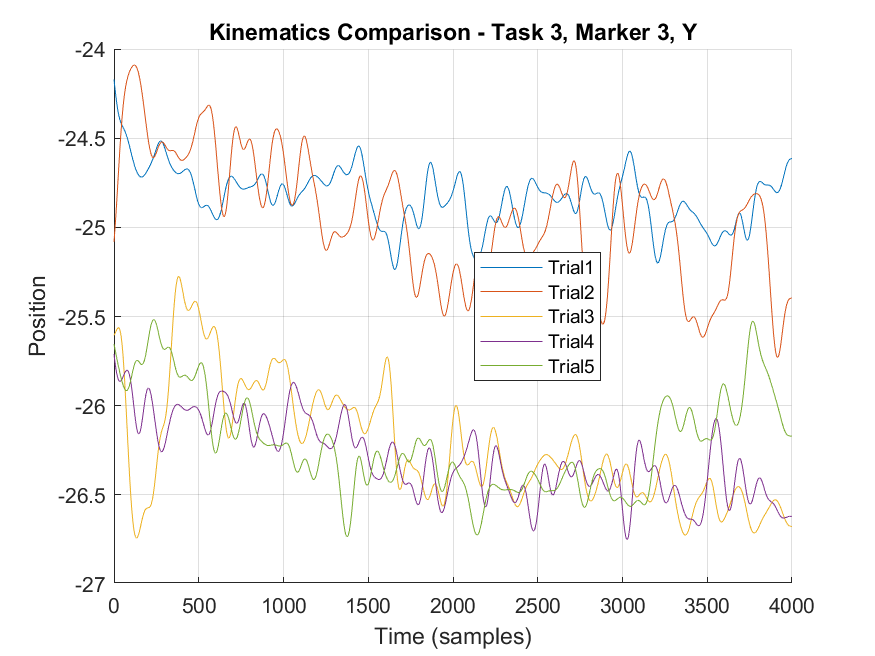 Kinematics Comparison - Task 3, Marker 3, Y
-24
-24.5
-25
-25.5
-26
-26.5
-27
Position
Trial1
Trial2
Trial3
Trial4
Trial5
0 500 1000 1500 2000 2500 3000 3500 4000
Time (samples)